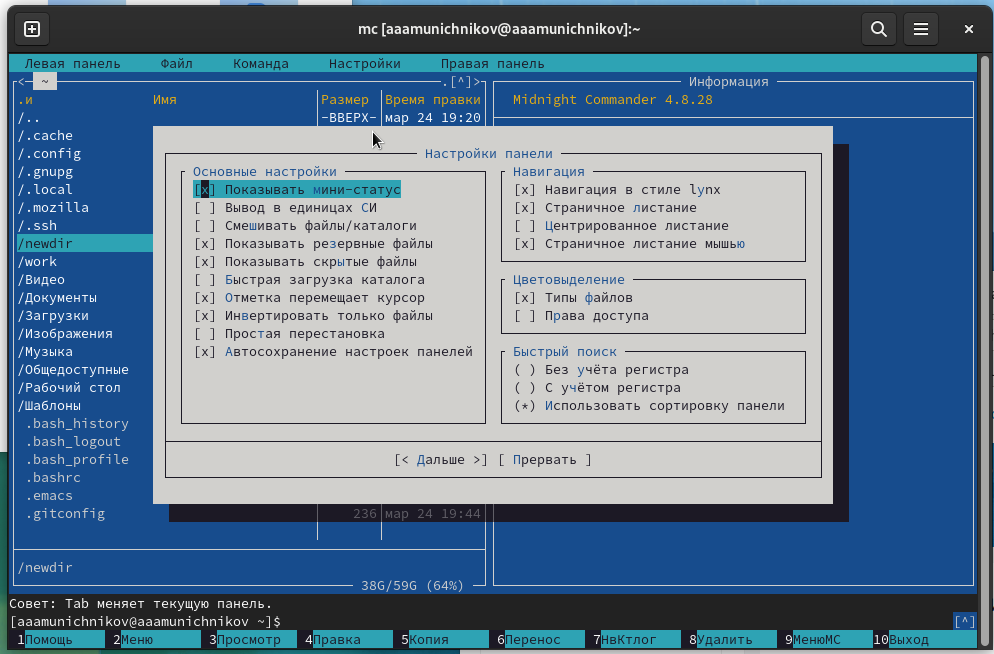 mc [aaamunichnikov@aaamunichnikov]:~
Левая панель Файл Команда Настройки Правая панель
<— ~ .[^]>
.и Имя Размер Время правки
/.. -ВВЕРХ- мар 24 19:20
/.cache
/.config
/.gnupg
/.local
/.mozilla
/.ssh
/newdir
/work
/Видео
/Документы
/Загрузки
/Изображения
/Музыка
/Общедоступные
/Рабочий стол
/Шаблоны
.bash_history
.bash_logout
.bash_profile
.bashrc
.emacs
.gitconfig 236 мар 24 19:44
/newdir
38G/59G (64%)
Информация
Midnight Commander 4.8.28
Настройки панели
Основные настройки
[x] Показывать мини-статус
[ ] Вывод в единицах СИ
[ ] Смешивать файлы/каталоги
[x] Показывать резервные файлы
[x] Показывать скрытые файлы
[ ] Быстрая загрузка каталога
[x] Отметка перемещает курсор
[x] Инвертировать только файлы
[ ] Простая перестановка
[x] Автосохранение настроек панелей
Навигация
[x] Навигация в стиле lynx
[x] Страничное листание
[ ] Центрированное листание
[x] Страничное листание мышью
Цветовыделение
[x] Типы файлов
[ ] Права доступа
Быстрый поиск
( ) Без учёта регистра
( ) С учётом регистра
(*) Использовать сортировку панели
[< Дальше >] [ Прервать ]
Совет: Tab меняет текущую панель.
[aaamunichnikov@aaamunichnikov ~]$ [^]
1Помощь 2Меню 3Просмотр 4Правка 5Копия 6Перенос 7НвКтлог 8Удалить 9МенюMC 10Выход